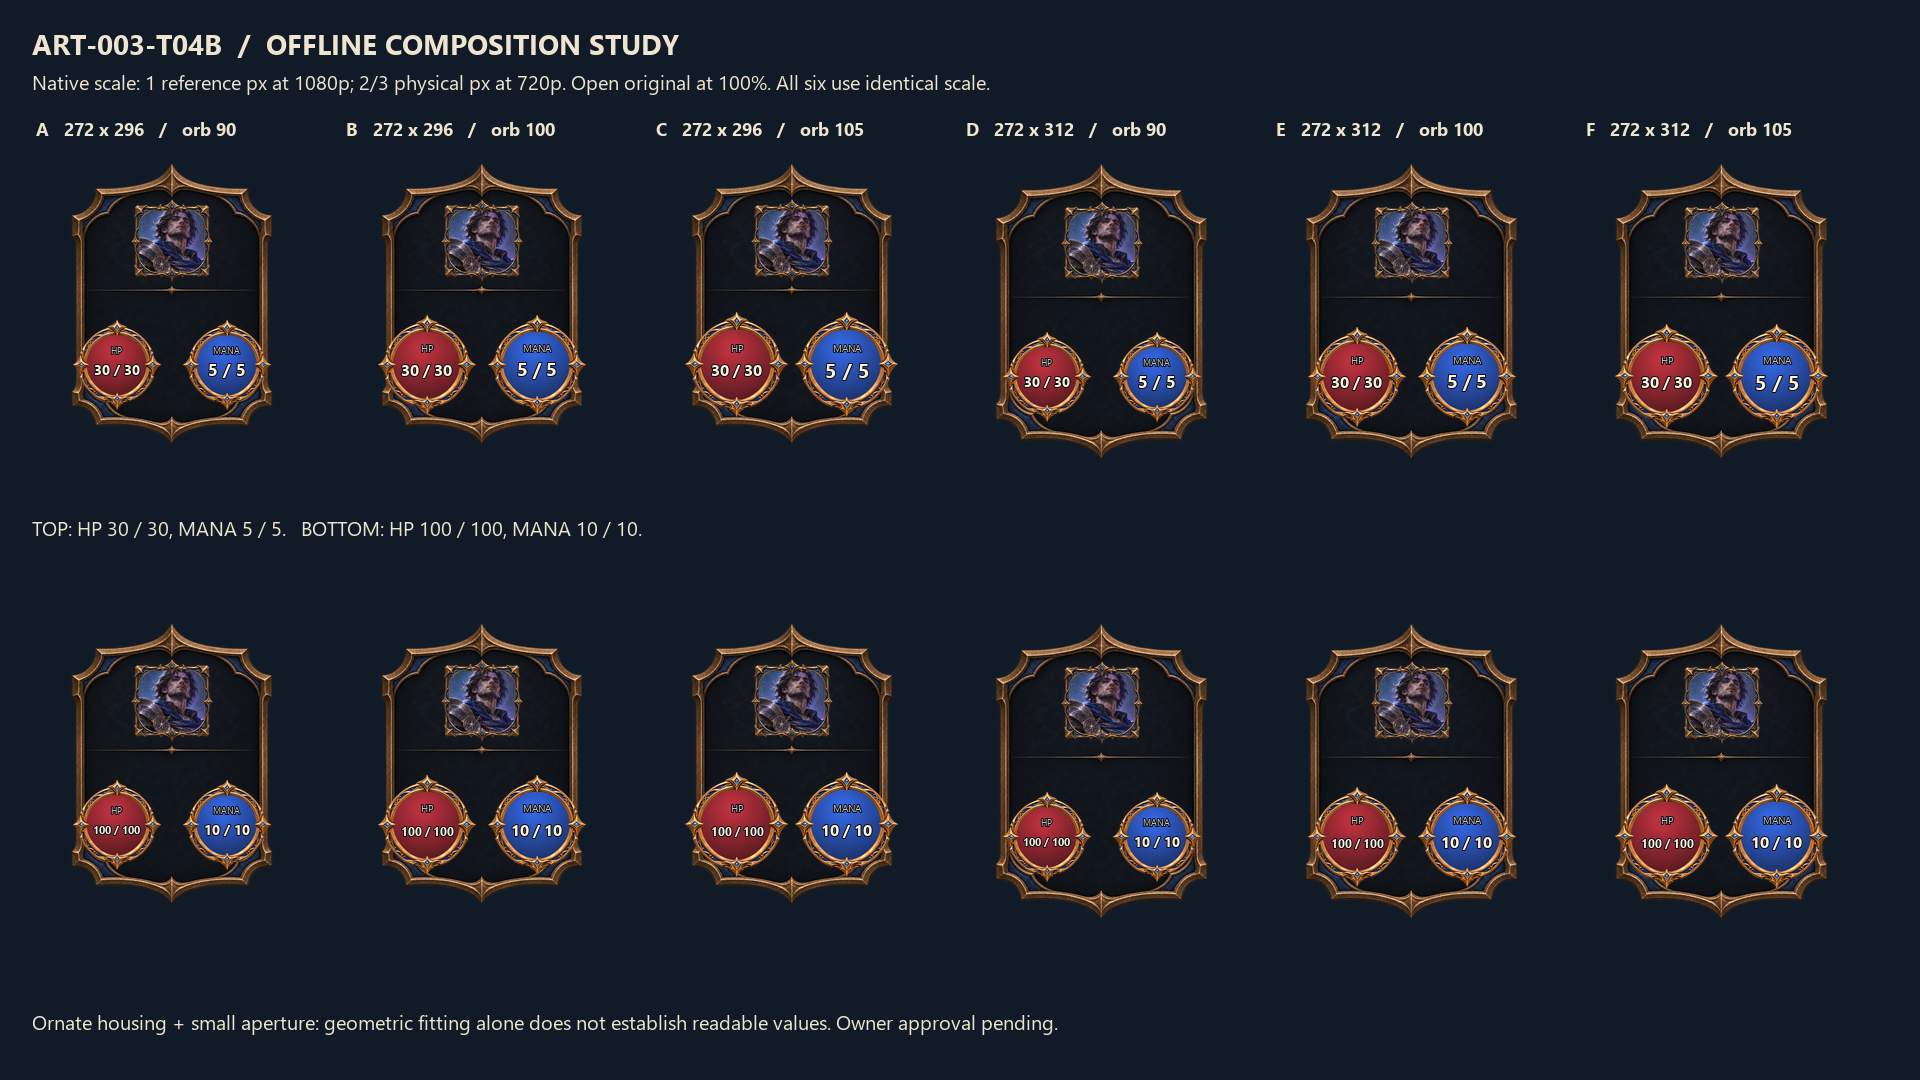 ART-003-T04B / OFFLINE COMPOSITION STUDY
Native scale: 1 reference px at 1080p; 2/3 physical px at 720p. Open original at 100%. All six use identical scale.
A 272 x 296 / orb 90
B 272 x 296 / orb 100
C 272 x 296 / orb 105
D 272 x 312 / orb 90
E 272 x 312 / orb 100
F 272 x 312 / orb 105
HP
30 / 30
MANA
5 / 5
HP
30 / 30
MANA
5 / 5
HP
30 / 30
MANA
5 / 5
HP
30 / 30
MANA
5 / 5
HP
30 / 30
MANA
5 / 5
HP
30 / 30
MANA
5 / 5
TOP: HP 30 / 30, MANA 5 / 5. BOTTOM: HP 100 / 100, MANA 10 / 10.
HP
100 / 100
MANA
10 / 10
HP
100 / 100
MANA
10 / 10
HP
100 / 100
MANA
10 / 10
HP
100 / 100
MANA
10 / 10
HP
100 / 100
MANA
10 / 10
HP
100 / 100
MANA
10 / 10
Ornate housing + small aperture: geometric fitting alone does not establish readable values. Owner approval pending.